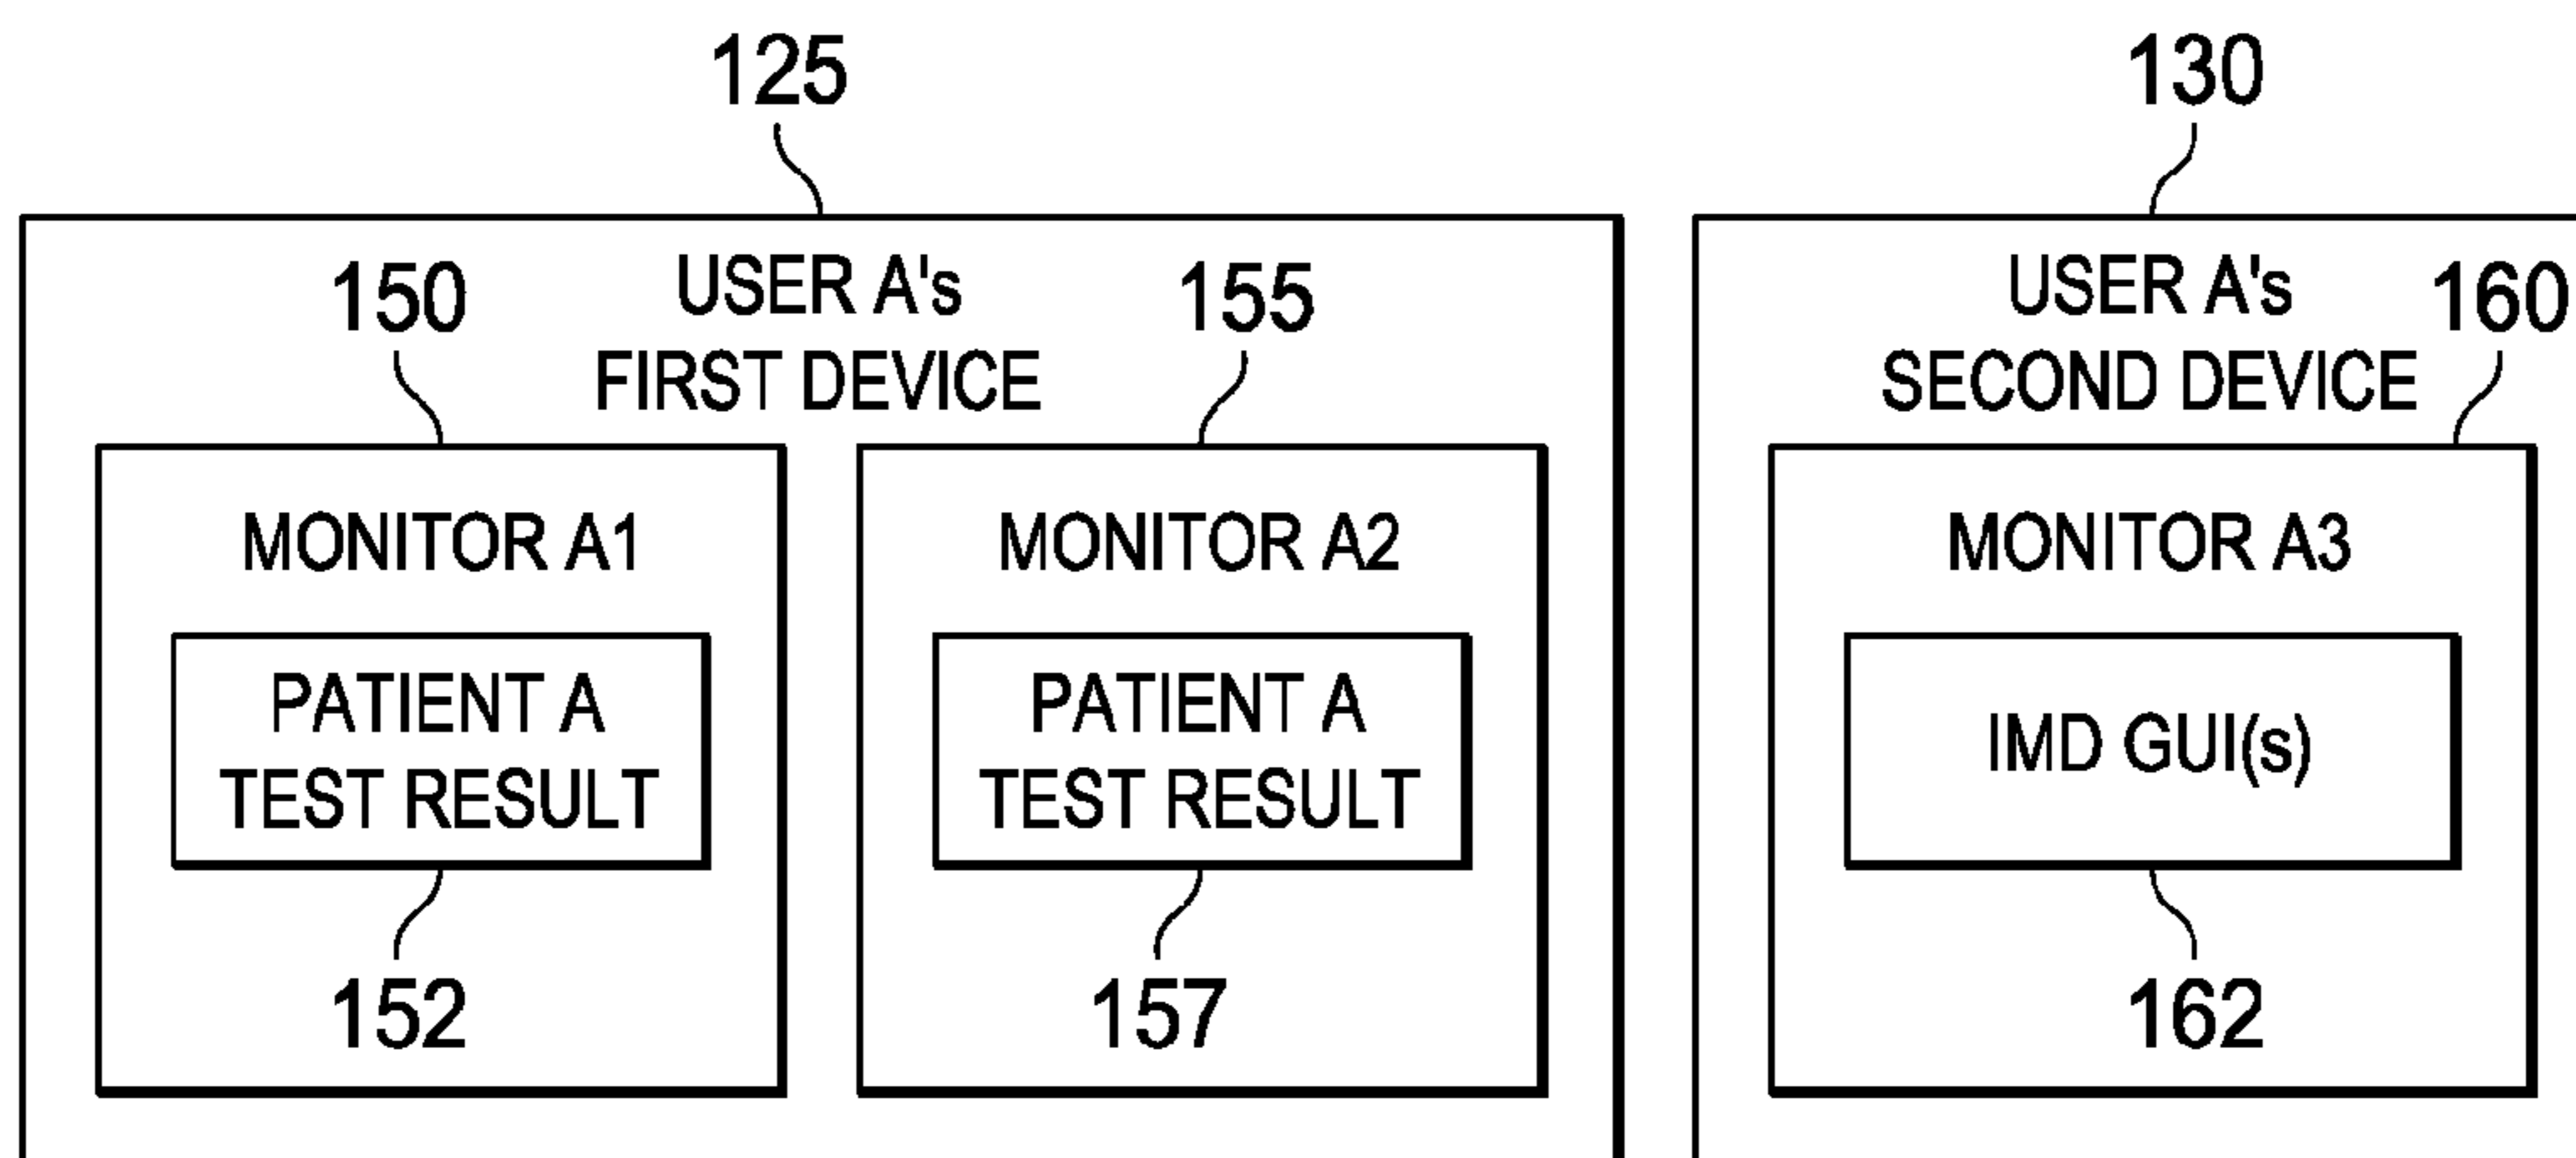 125
130
USER A's
FIRST DEVICE
150
155
MONITOR A1
PATIENT A
TEST RESULT
152
MONITOR A2
PATIENT A
TEST RESULT
157
USER A's
SECOND DEVICE
160
MONITOR A3
IMD GUI(s)
162